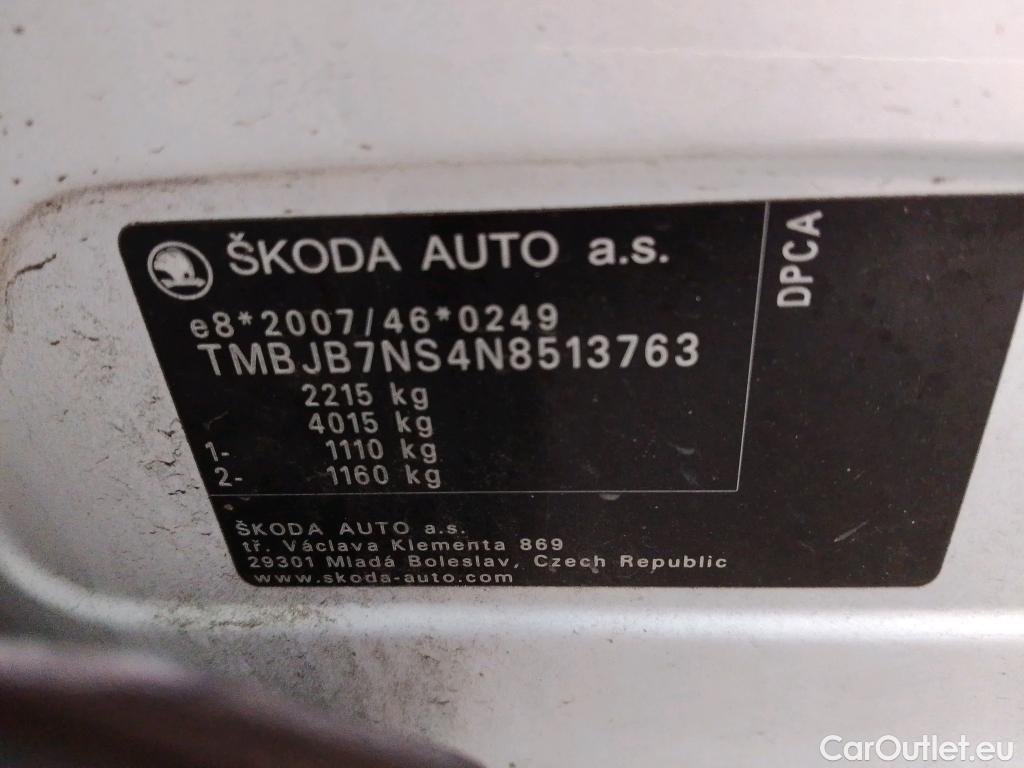 ŠKODA AUTO a.s.
e8*2007/46*0249
TMBJB7NS4N8513763
2215 kg
4015 kg
1- 1110 kg
2- 1160 kg
DPCA
ŠKODA AUTO a.s.
tř. Václava Klementa 869
29301 Mladá Boleslav, Czech Republic
www.skoda-auto.com
CarOutlet.eu